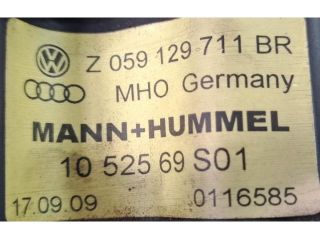 Z 059 129 711 BR
MHO Germany
MANN+HUMMEL
10 525 69 S01
17.09.09 0116585